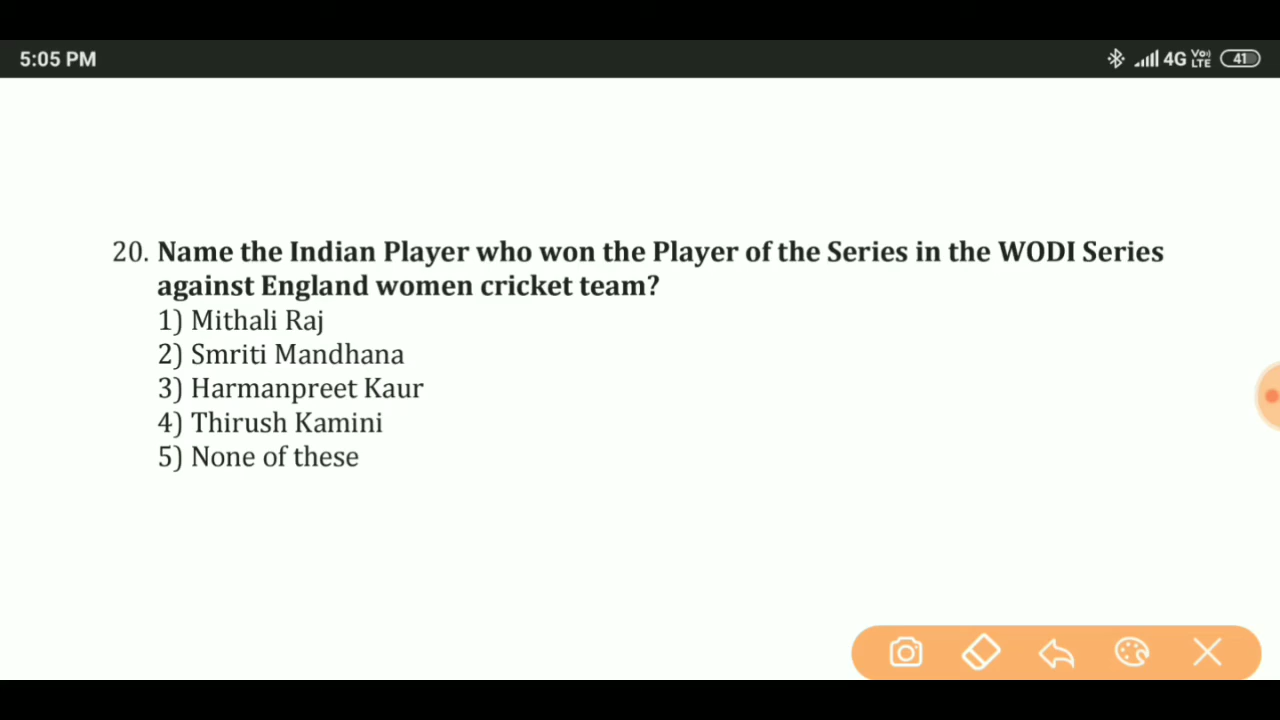 5:05 PM
4G Vo) LTE 41
20. Name the Indian Player who won the Player of the Series in the WODI Series
against England women cricket team?
1) Mithali Raj
2) Smriti Mandhana
3) Harmanpreet Kaur
4) Thirush Kamini
5) None of these